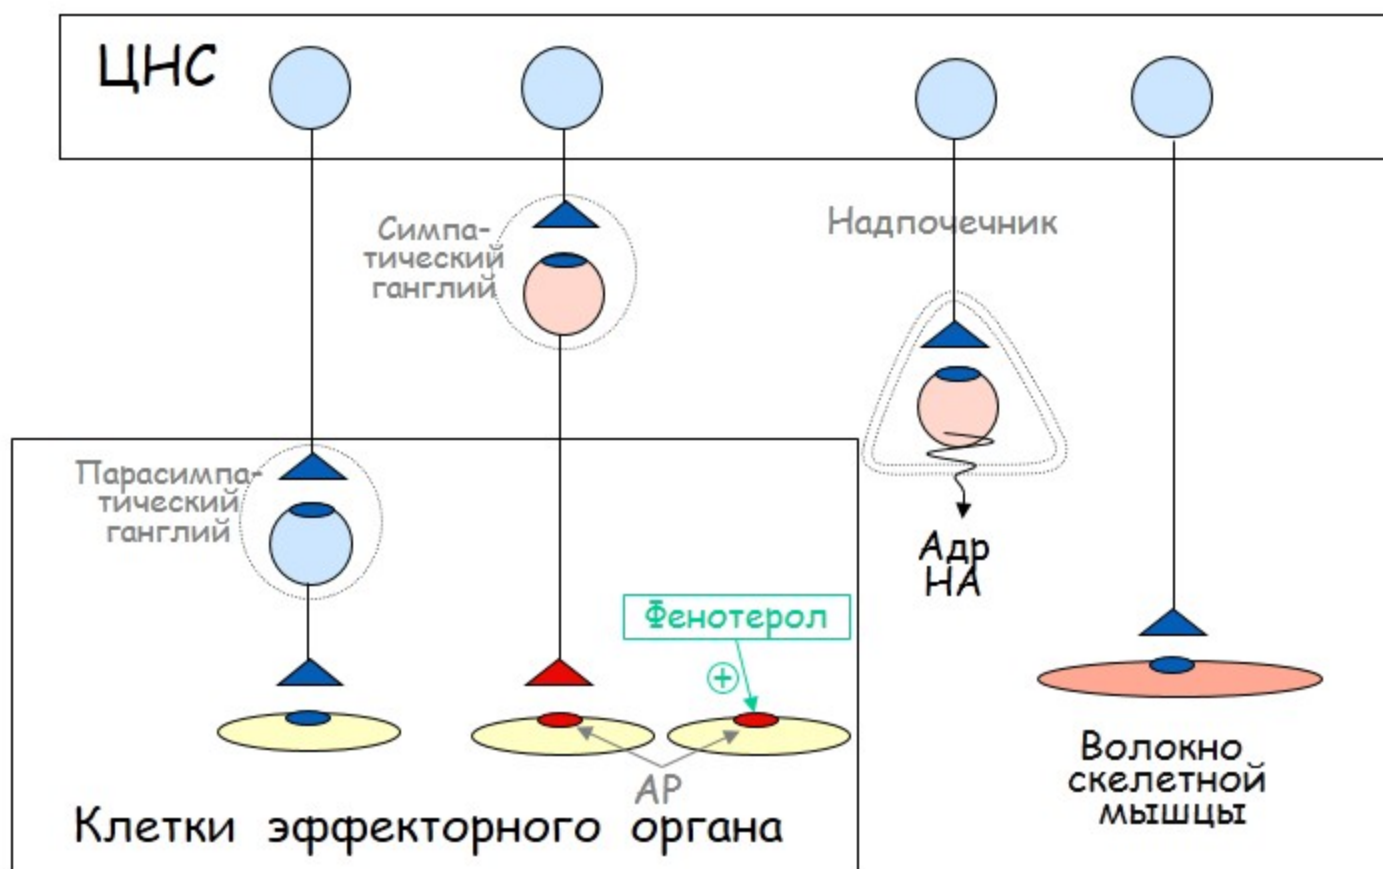 ЦНС
Симпа-
тический
ганглий
Надпочечник
Парасимпа-
тический
ганглий
Адр
НА
Фенотерол
+
АР
Клетки эффекторного органа
Волокно
скелетной
мышцы